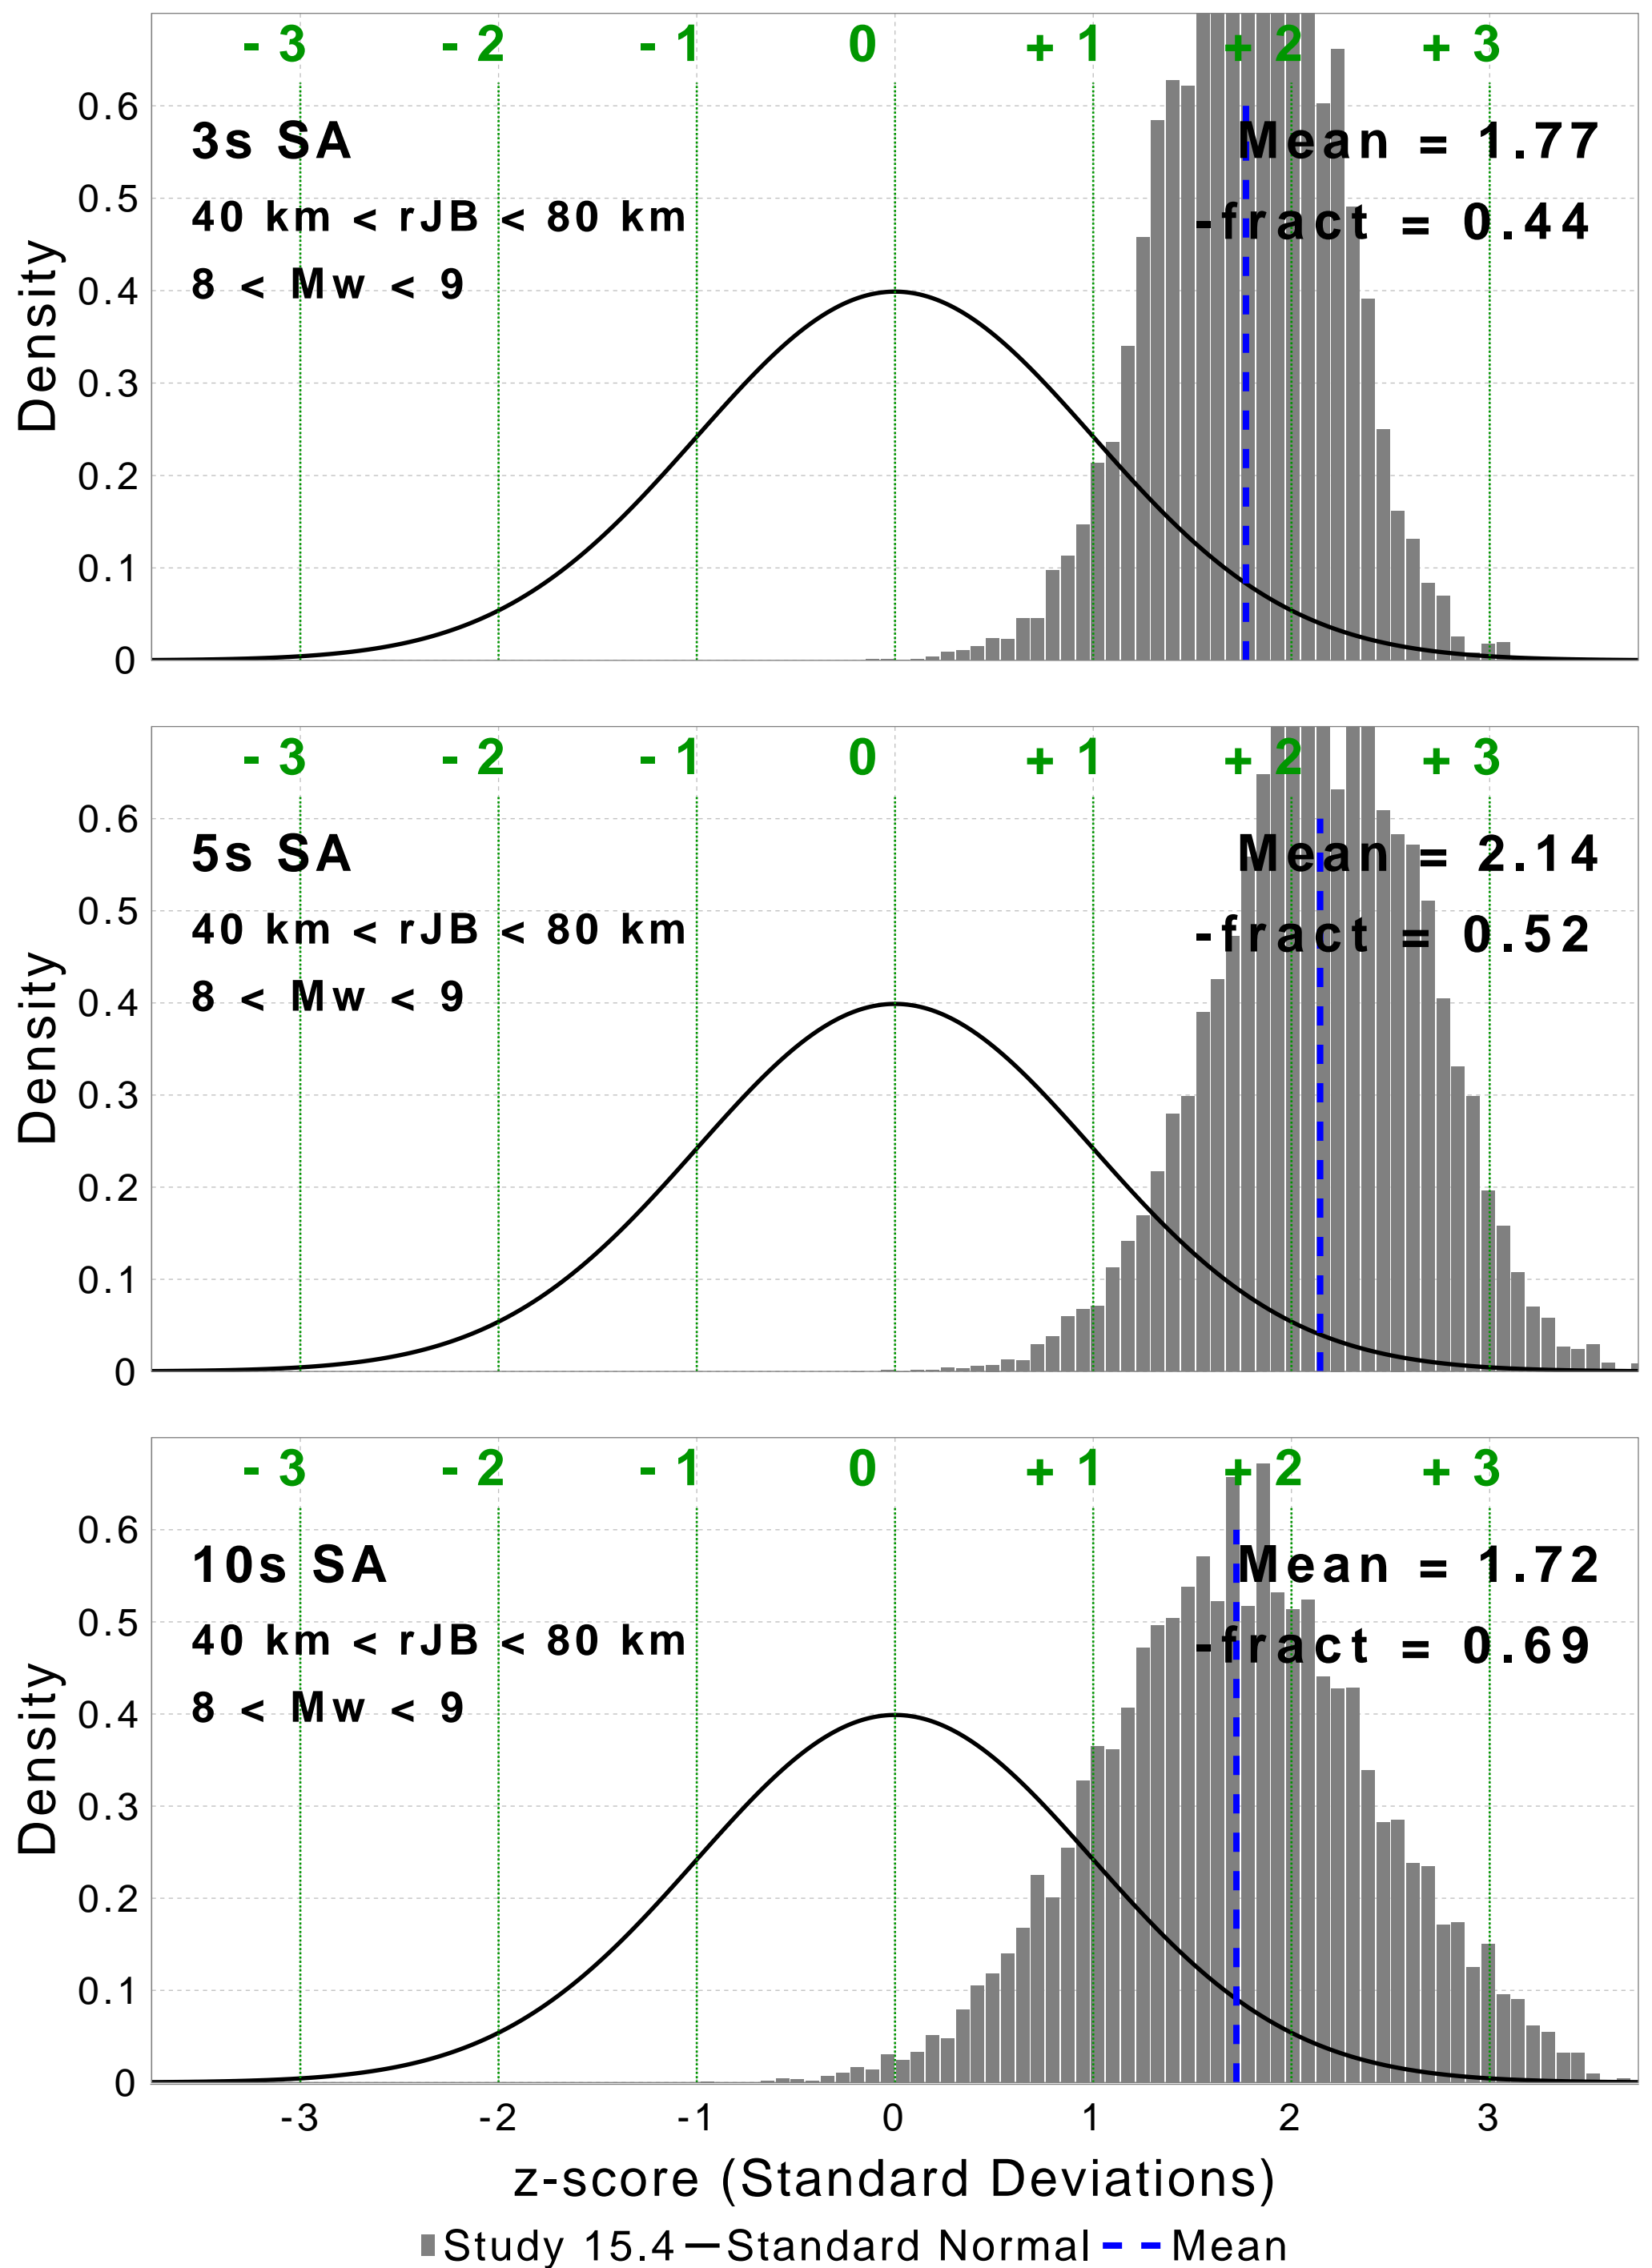 - 3 - 2 - 1 0 + 1 + 2 + 3
0.6
3s SA
Mean = 1.77
0.5
40 km < rJB < 80 km
-fract = 0.44
8 < Mw < 9
0.4
Density
0.3
0.2
0.1
0
- 3 - 2 - 1 0 + 1 + 2 + 3
0.6
5s SA
Mean = 2.14
0.5
40 km < rJB < 80 km
-fract = 0.52
8 < Mw < 9
0.4
Density
0.3
0.2
0.1
0
- 3 - 2 - 1 0 + 1 + 2 + 3
0.6
10s SA
Mean = 1.72
0.5
40 km < rJB < 80 km
-fract = 0.69
8 < Mw < 9
0.4
Density
0.3
0.2
0.1
0
-3 -2 -1 0 1 2 3
z-score (Standard Deviations)
Study 15.4 Standard Normal Mean